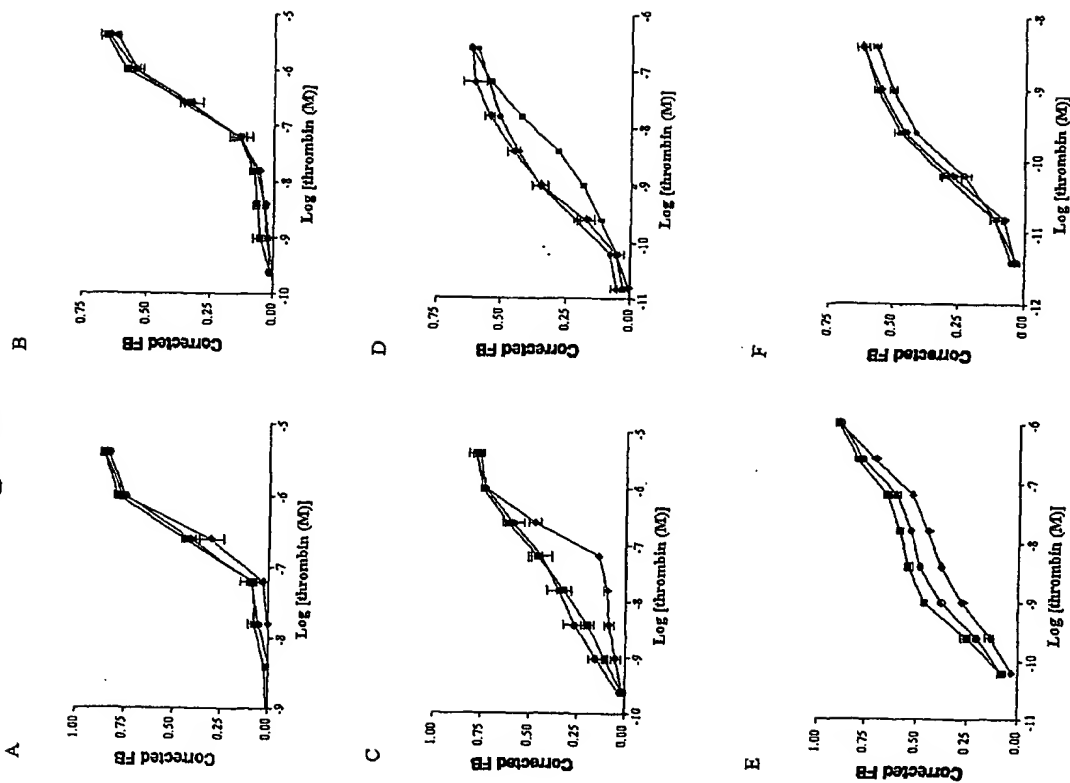 A
Corrected FB
1.00
0.75
0.50
0.25
0.00
-9 -8 -7 -6 -5
Log [thrombin (M)]
B
Corrected FB
0.75
0.50
0.25
0.00
-10 -9 -8 -7 -6 -5
Log [thrombin (M)]
C
Corrected FB
1.00
0.75
0.50
0.25
0.00
-10 -9 -8 -7 -6 -5
Log [thrombin (M)]
D
Corrected FB
0.75
0.50
0.25
0.00
-11 -10 -9 -8 -7 -6
Log [thrombin (M)]
E
Corrected FB
1.00
0.75
0.50
0.25
0.00
-11 -10 -9 -8 -7 -6
Log [thrombin (M)]
F
Corrected FB
0.75
0.50
0.25
0.00
-12 -11 -10 -9 -8
Log [thrombin (M)]